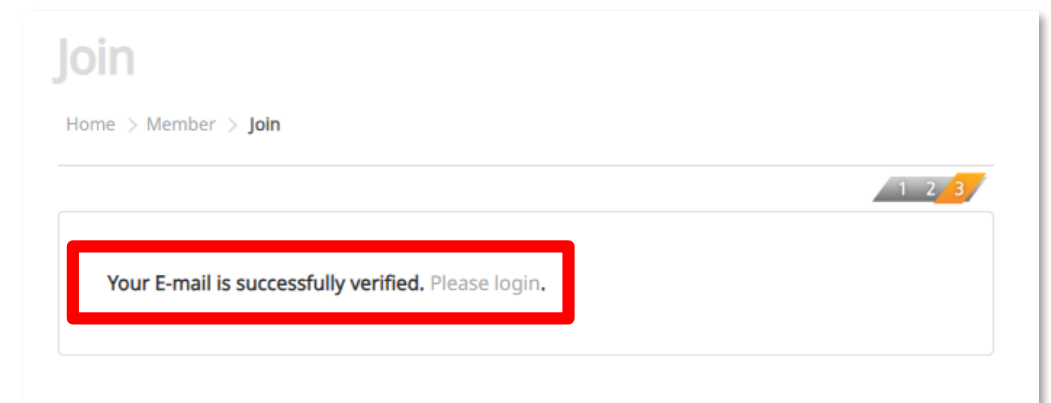 Join
Home > Member > Join
1 2 3
Your E-mail is successfully verified. Please login.